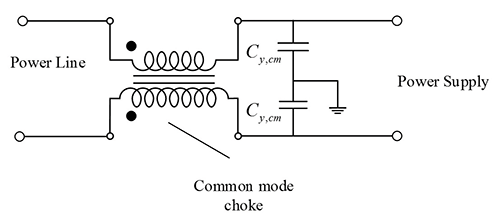 C_{y,cm}
Power Line
Power Supply
C_{y,cm}
Common mode
choke